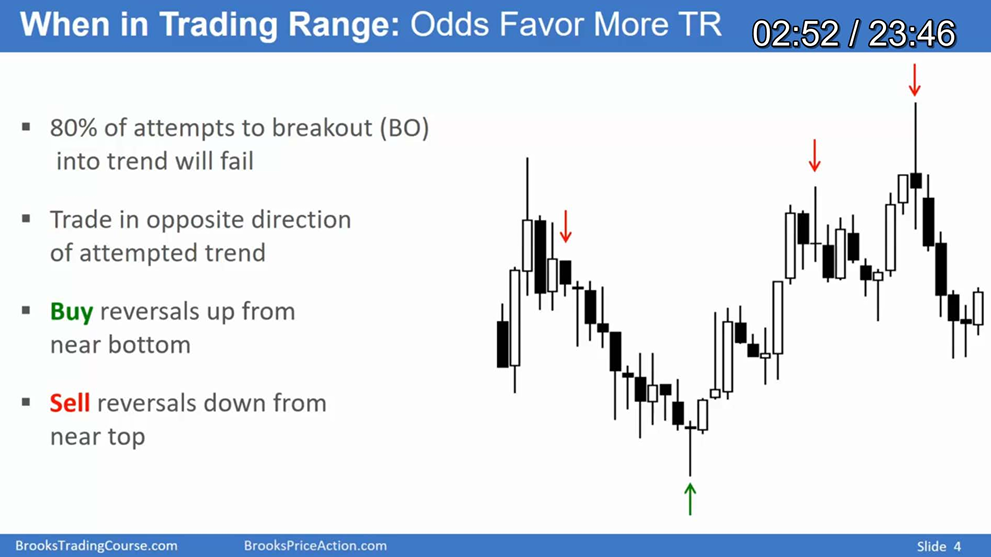 When in Trading Range: Odds Favor More TR
02:52 / 23:46
▪ 80% of attempts to breakout (BO)
into trend will fail
▪ Trade in opposite direction
of attempted trend
▪ Buy reversals up from
near bottom
▪ Sell reversals down from
near top
BrooksTradingCourse.com
BrooksPriceAction.com
Slide 4